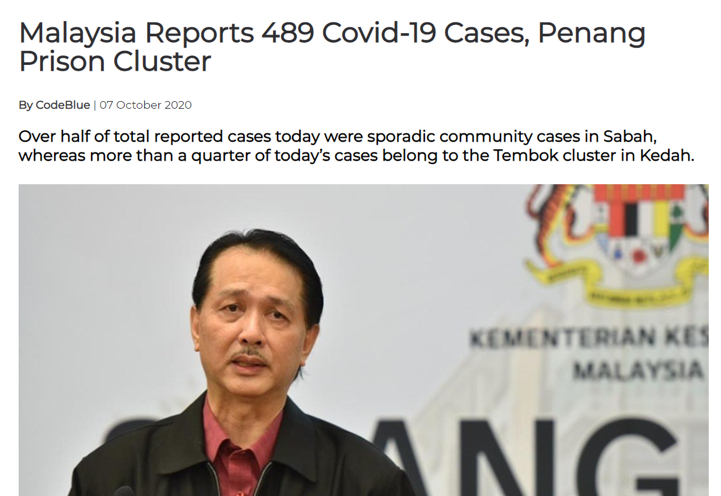 Malaysia Reports 489 Covid-19 Cases, Penang
Prison Cluster
By CodeBlue | 07 October 2020
Over half of total reported cases today were sporadic community cases in Sabah,
whereas more than a quarter of today’s cases belong to the Tembok cluster in Kedah.
KEMENTERIAN KES
MALAYSIA
ANG